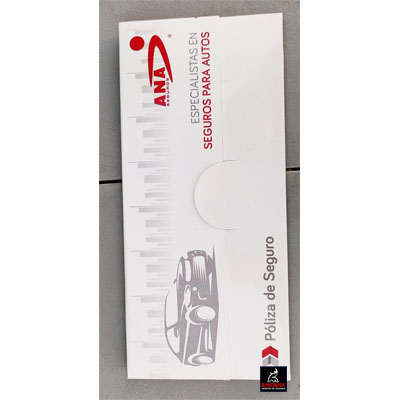 ANA
SEGUROS
®
ESPECIALISTAS EN
SEGUROS PARA AUTOS
Póliza de Seguro